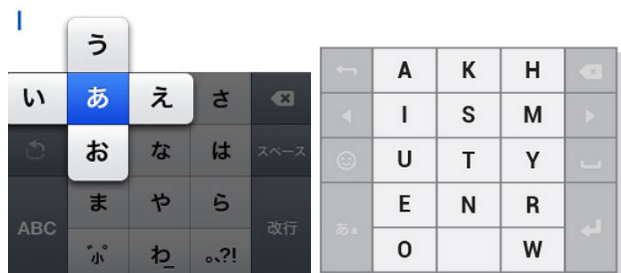 う
い あ え さ
お な は スペース
ま や ら
ABC 改行
小 わ 。、?!
A K H
I S M
U T Y
E N R
あa
O W